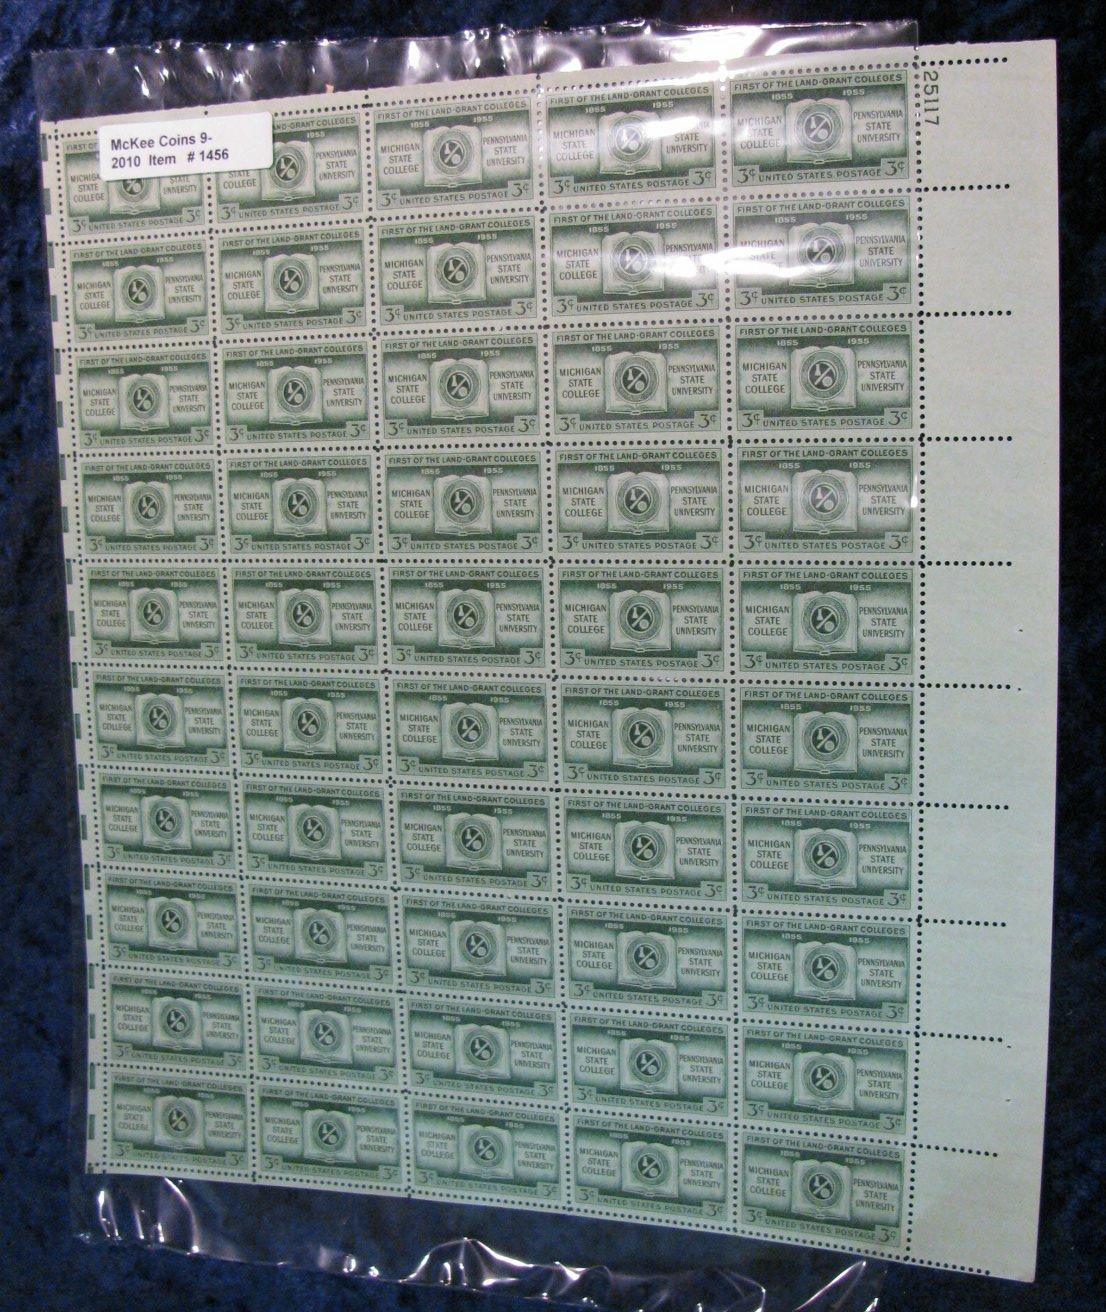 25117
McKee Coins 9-
2010 Item # 1456
FIRST OF THE LAND-GRANT COLLEGES
1855 1955
MICHIGAN STATE COLLEGE
PENNSYLVANIA STATE UNIVERSITY
3¢ UNITED STATES POSTAGE 3¢